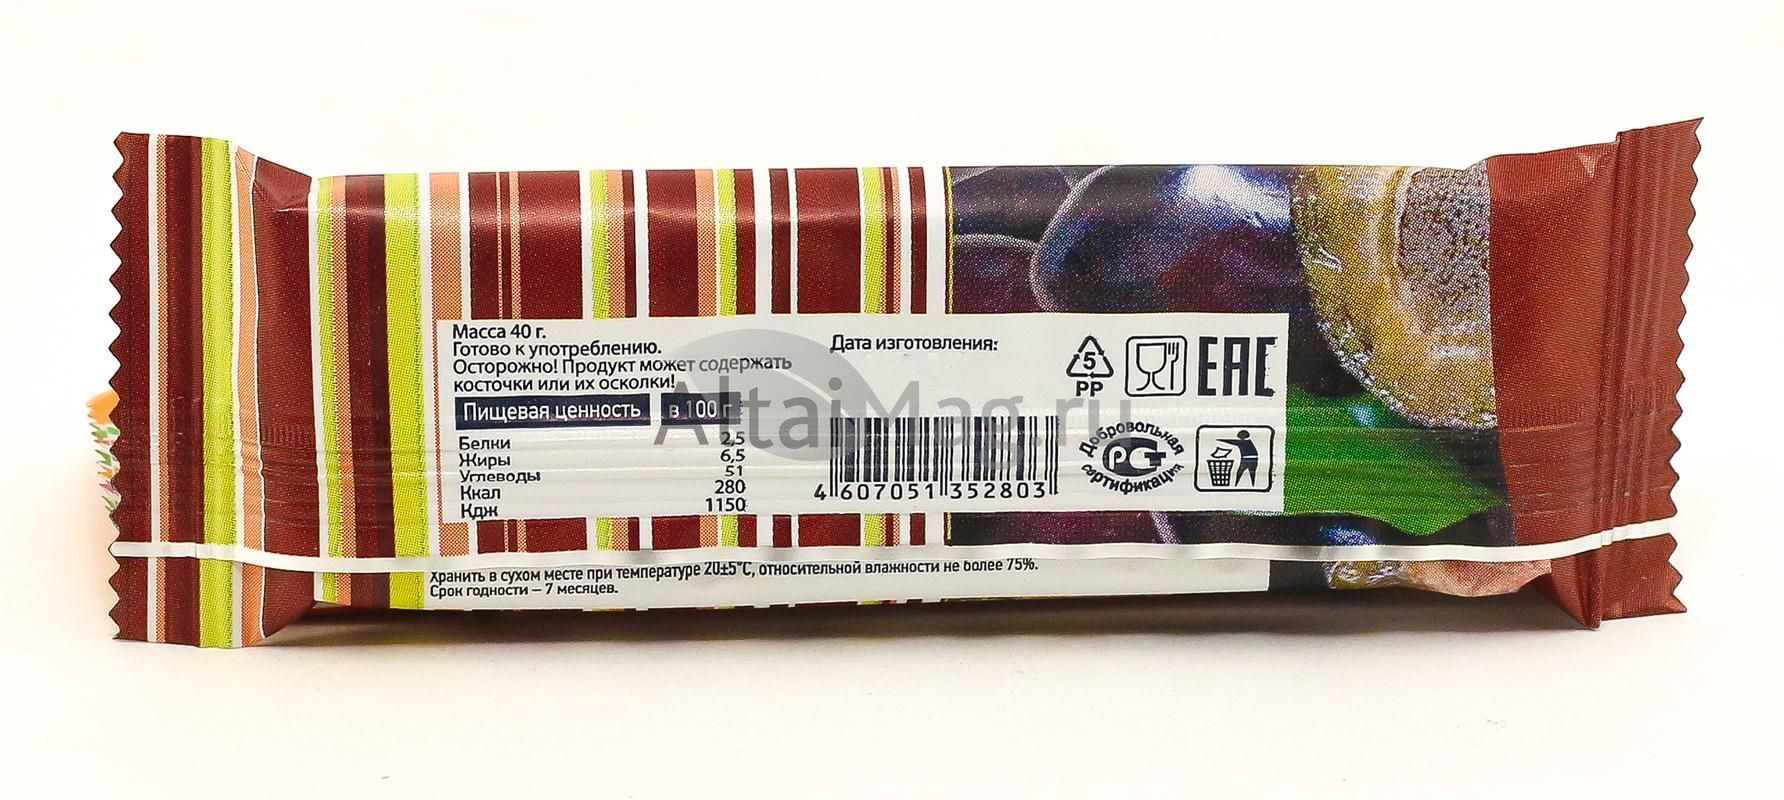 Масса 40 г.
Готово к употреблению.
Осторожно! Продукт может содержать
косточки или их осколки!
Пищевая ценность в 100 г
Белки 2,5
Жиры 6,5
Углеводы 51
Ккал 280
Кдж 1150
Дата изготовления:
5
PP
EAC
AltaiMag.ru
4 607051 352803
Добровольная
РСТ
сертификация
Хранить в сухом месте при температуре 20±5°С, относительной влажности не более 75%.
Срок годности – 7 месяцев.